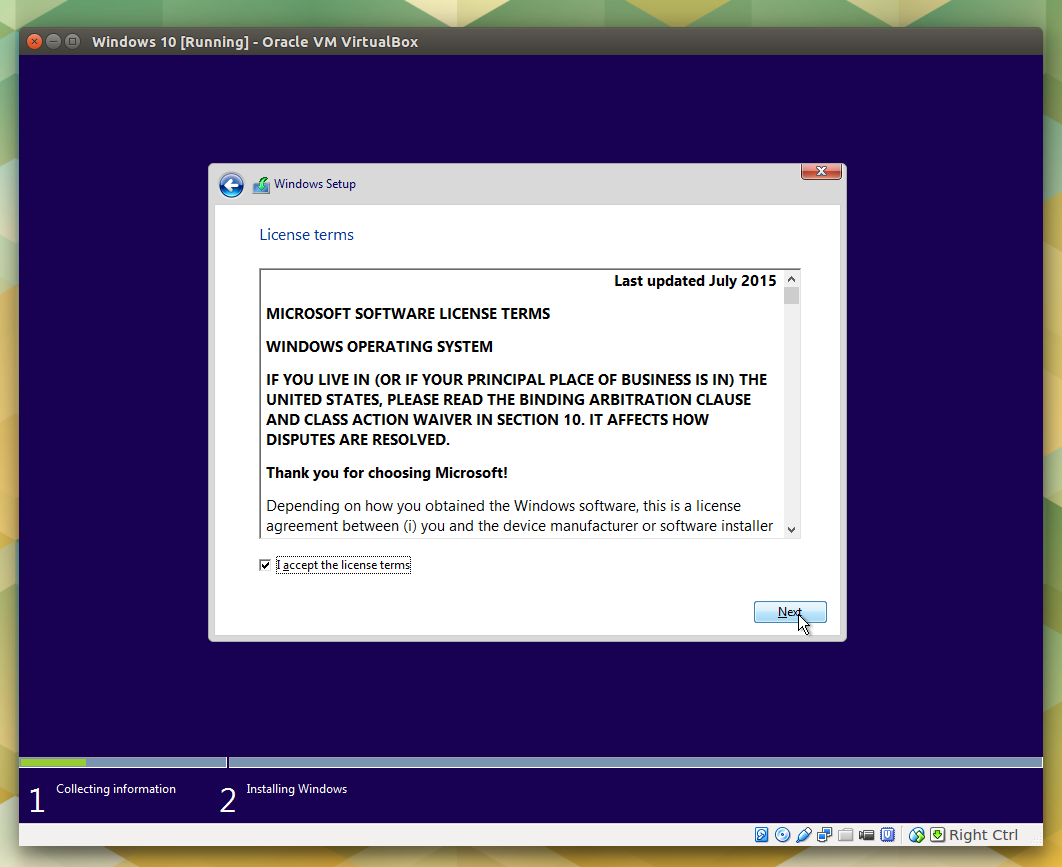 Windows 10 [Running] - Oracle VM VirtualBox
Windows Setup
License terms
Last updated July 2015
MICROSOFT SOFTWARE LICENSE TERMS
WINDOWS OPERATING SYSTEM
IF YOU LIVE IN (OR IF YOUR PRINCIPAL PLACE OF BUSINESS IS IN) THE
UNITED STATES, PLEASE READ THE BINDING ARBITRATION CLAUSE
AND CLASS ACTION WAIVER IN SECTION 10. IT AFFECTS HOW
DISPUTES ARE RESOLVED.
Thank you for choosing Microsoft!
Depending on how you obtained the Windows software, this is a license
agreement between (i) you and the device manufacturer or software installer
I accept the license terms
Next
1 Collecting information
2 Installing Windows
Right Ctrl